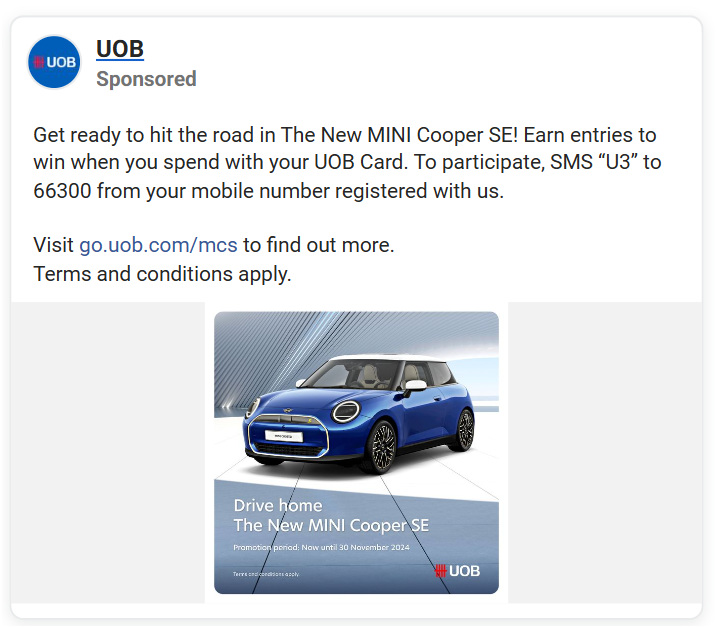 UOB
UOB
Sponsored
Get ready to hit the road in The New MINI Cooper SE! Earn entries to
win when you spend with your UOB Card. To participate, SMS “U3” to
66300 from your mobile number registered with us.
Visit go.uob.com/mcs to find out more.
Terms and conditions apply.
Drive home
The New MINI Cooper SE
Promotion period: Now until 30 November 2024
Terms and conditions apply.
UOB